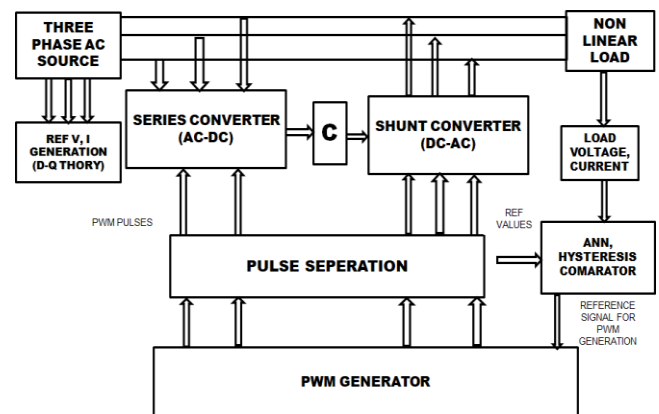 THREE
PHASE AC
SOURCE
NON
LINEAR
LOAD
SERIES CONVERTER
(AC-DC)
C
SHUNT CONVERTER
(DC-AC)
REF V, I
GENERATION
(D-Q THORY)
LOAD
VOLTAGE,
CURRENT
PWM PULSES
REF
VALUES
PULSE SEPERATION
ANN,
HYSTERESIS
COMARATOR
REFERENCE
SIGNAL FOR
PWM
GENERATION
PWM GENERATOR